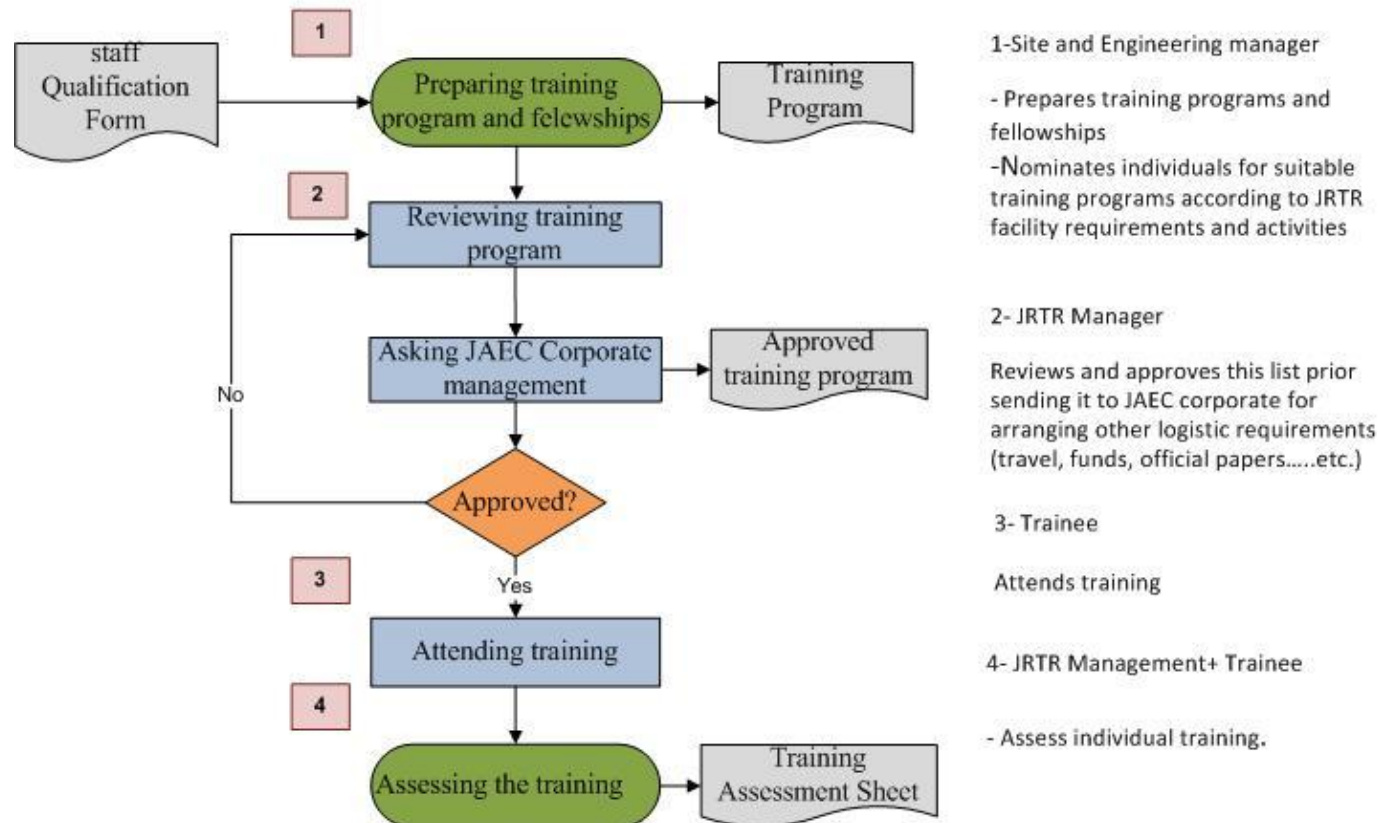 1
staff
Qualification
Form
Preparing training
program and felewships
Training
Program
2
Reviewing training
program
Asking JAEC Corporate
management
Approved
training program
No
Approved?
3
Yes
Attending training
4
Assessing the training
Training
Assessment Sheet
1-Site and Engineering manager
- Prepares training programs and
fellowships
-Nominates individuals for suitable
training programs according to JRTR
facility requirements and activities
2- JRTR Manager
Reviews and approves this list prior
sending it to JAEC corporate for
arranging other logistic requirements
(travel, funds, official papers.....etc.)
3- Trainee
Attends training
4- JRTR Management+ Trainee
- Assess individual training.